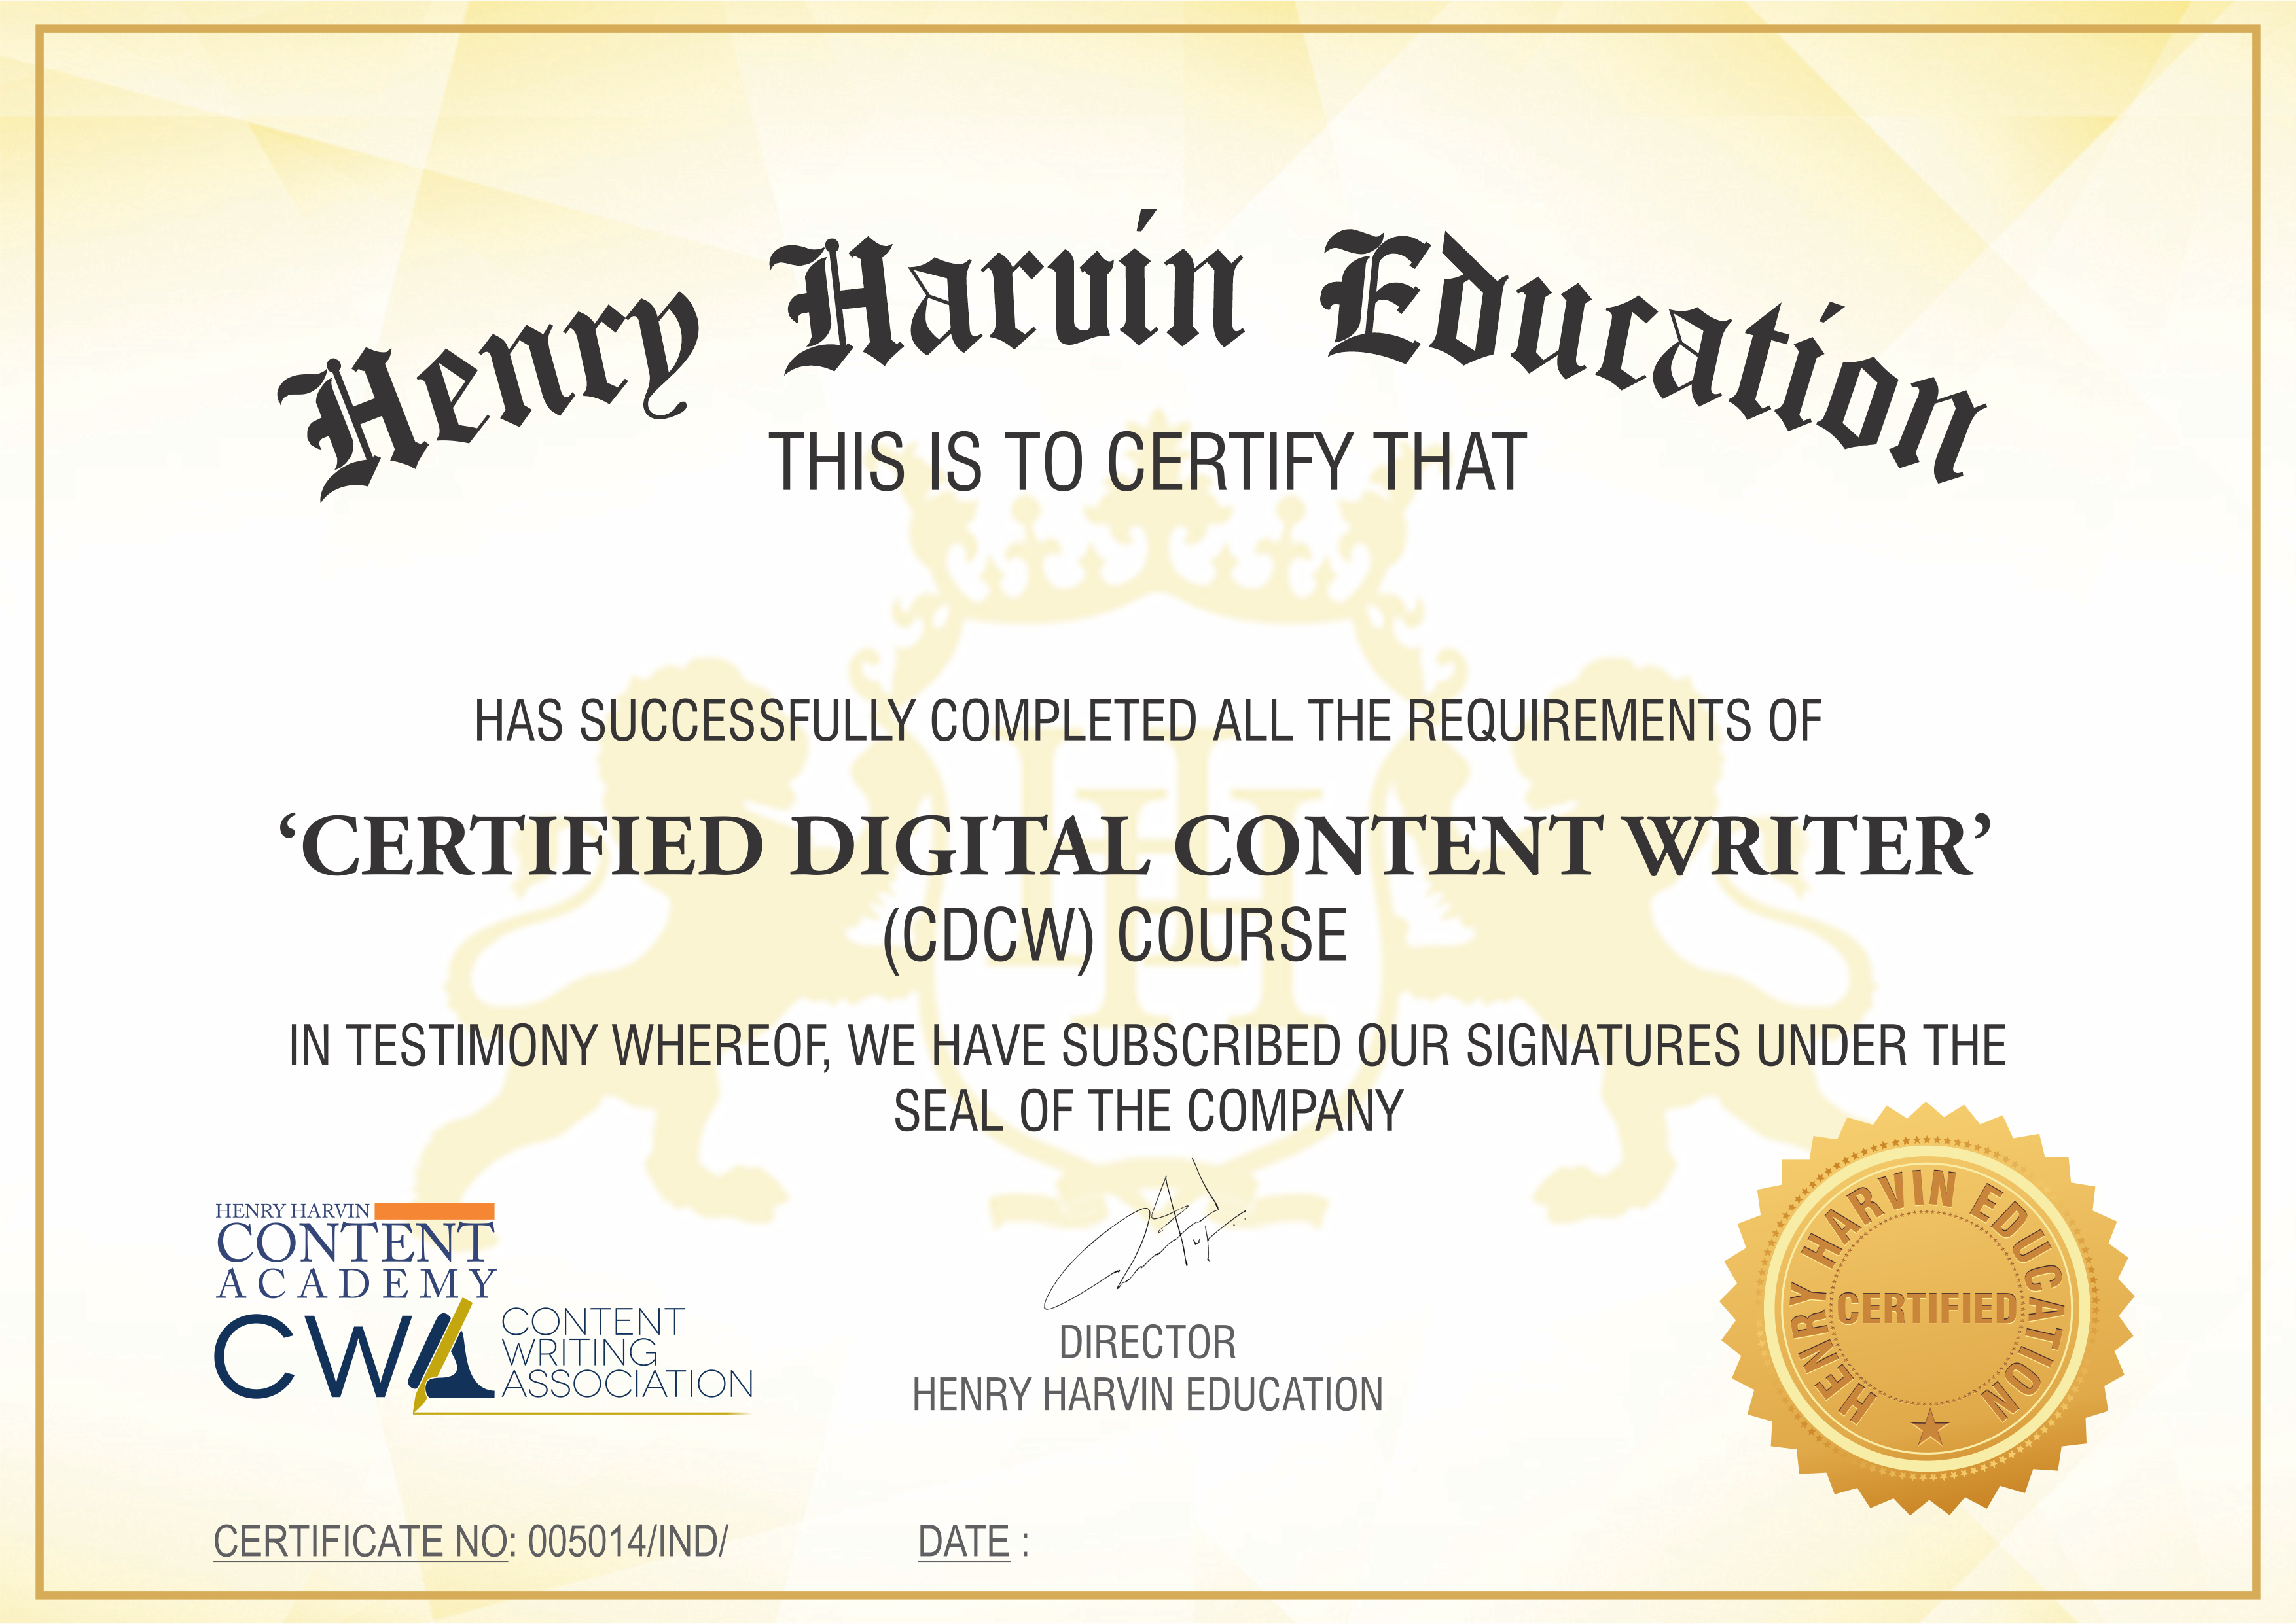 Henry Harvin Education
THIS IS TO CERTIFY THAT
HAS SUCCESSFULLY COMPLETED ALL THE REQUIREMENTS OF
‘CERTIFIED DIGITAL CONTENT WRITER’
(CDCW) COURSE
IN TESTIMONY WHEREOF, WE HAVE SUBSCRIBED OUR SIGNATURES UNDER THE
SEAL OF THE COMPANY
HENRY HARVIN
CONTENT
ACADEMY
CWA
CONTENT
WRITING
ASSOCIATION
DIRECTOR
HENRY HARVIN EDUCATION
HENRY HARVIN EDUCATION
CERTIFIED
CERTIFICATE NO: 005014/IND/
DATE :